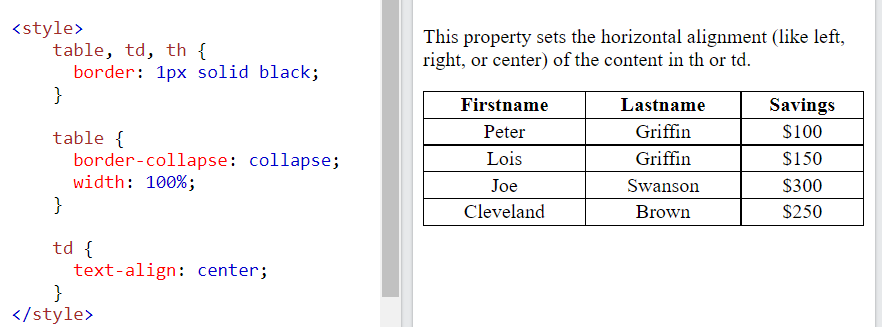 <style>
    table, td, th {
      border: 1px solid black;
    }

    table {
      border-collapse: collapse;
      width: 100%;
    }

    td {
      text-align: center;
    }
</style>
This property sets the horizontal alignment (like left,
right, or center) of the content in th or td.
Firstname Lastname Savings
Peter Griffin $100
Lois Griffin $150
Joe Swanson $300
Cleveland Brown $250